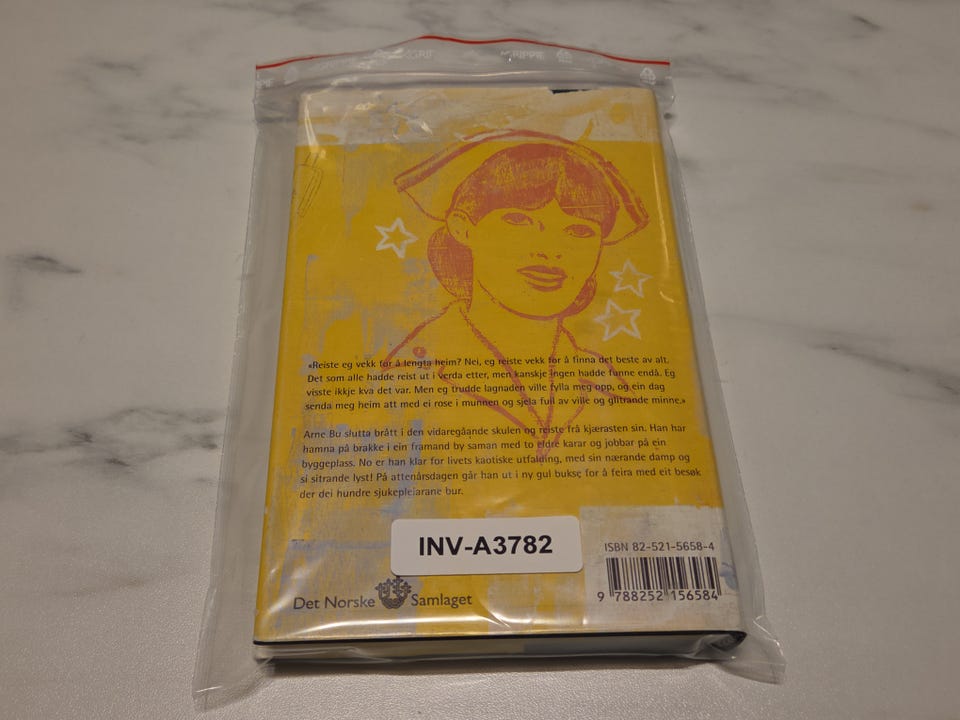 GRIPPIE
«Reiste eg vekk for å lengta heim? Nei, eg reiste vekk for å finna det beste av alt.
Det som alle hadde reist ut i verda etter, men kanskje ingen hadde funne endå. Eg
visste ikkje kva det var. Men eg trudde lagnaden ville fylla meg opp, og ein dag
senda meg heim att med ei rose i munnen og sjela full av ville og glitrande minne.»
Arne Bu slutta brått i den vidaregåande skulen og reiste frå kjærasten sin. Han har
hamna på brakke i ein framand by saman med to eldre karar og jobbar på ein
byggeplass. No er han klar for livets kaotiske utfalding, med sin nærande damp og
si sitrande lyst! På attenårsdagen går han ut i ny gul bukse for å feira med eit besøk
der dei hundre sjukepleiarane bur.
INV-A3782
ISBN 82-521-5658-4
9 788252 156584
Det Norske Samlaget